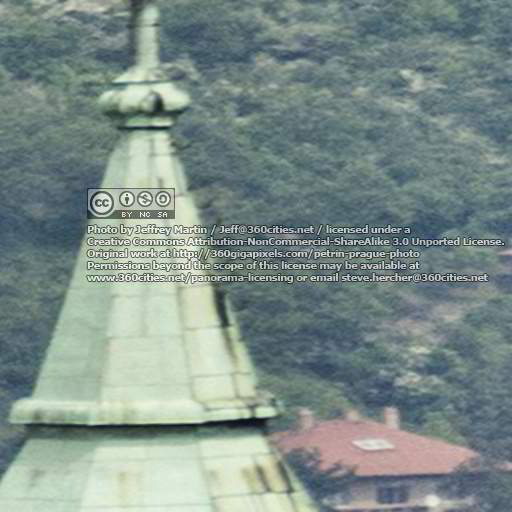 cc
BY NC SA
Photo by Jeffrey Martin / Jeff@360cities.net / licensed under a
Creative Commons Attribution-NonCommercial-ShareAlike 3.0 Unported License.
Original work at http://360gigapixels.com/petrin-prague-photo
Permissions beyond the scope of this license may be available at
www.360cities.net/panorama-licensing or email steve.hercher@360cities.net